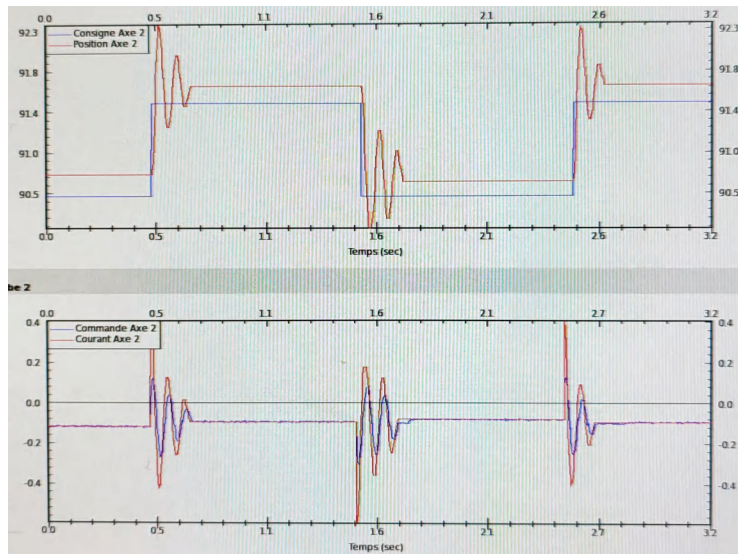 0.0 0.5 1.1 1.6 2.1 2.6 3.2
92.3 92.3
Consigne Axe 2
Position Axe 2
91.8 91.8
91.4 91.4
91.0 91.0
90.5 90.5
0.0 0.5 1.1 1.6 2.1 2.6 3.2
Temps (sec)
be 2
0.0 0.5 1.1 1.6 2.1 2.7 3.2
0.4 0.4
Commande Axe 2
Courant Axe 2
0.2 0.2
0.0 0.0
-0.2 -0.2
-0.4 -0.4
0.0 0.5 1.1 1.6 2.1 2.7 3.2
Temps (sec)